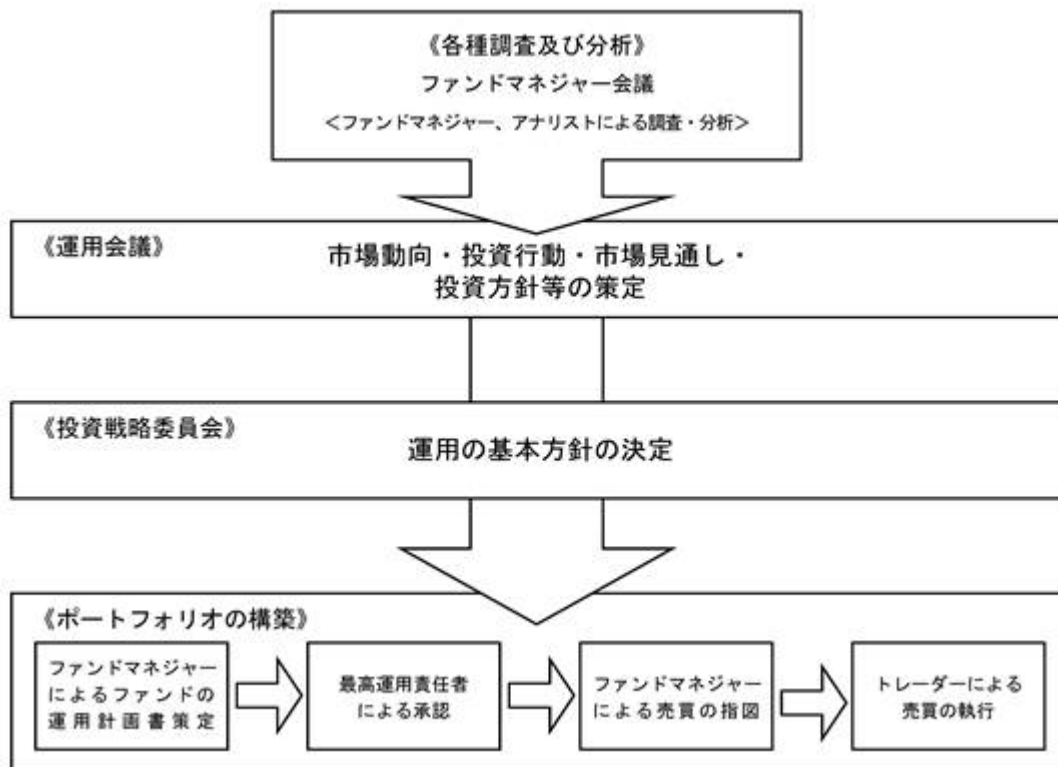 《各種調査及び分析》
ファンドマネジャー会議
＜ファンドマネジャー、アナリストによる調査・分析＞
《運用会議》
市場動向・投資行動・市場見通し・
投資方針等の策定
《投資戦略委員会》
運用の基本方針の決定
《ポートフォリオの構築》
ファンドマネジャー
によるファンドの
運用計画書策定
最高運用責任者
による承認
ファンドマネジャー
による売買の指図
トレーダーによる
売買の執行